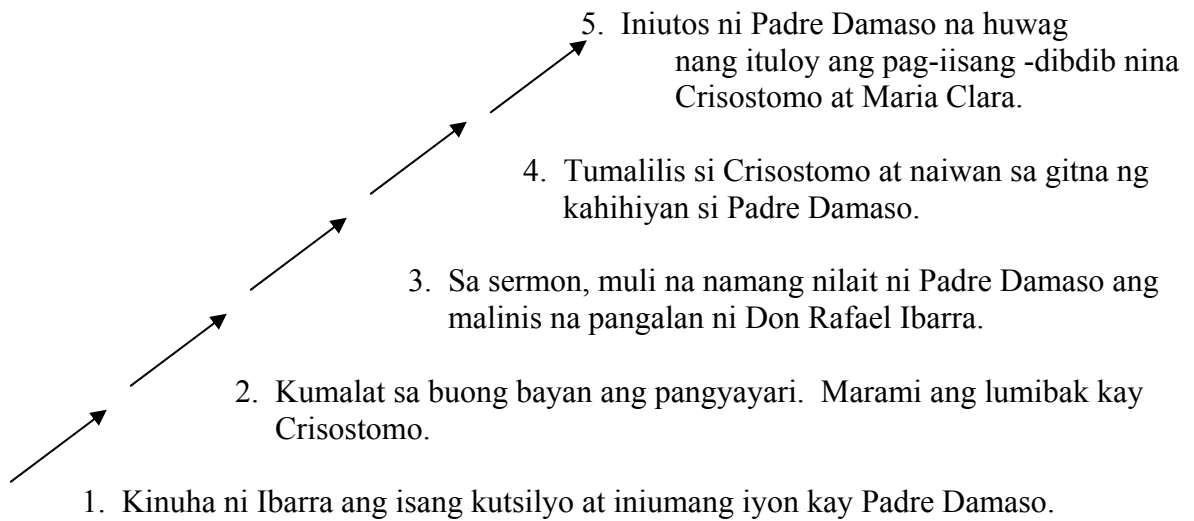 5. Iniutos ni Padre Damaso na huwag
nang ituloy ang pag-iisang -dibdib nina
Crisostomo at Maria Clara.
4. Tumalilis si Crisostomo at naiwan sa gitna ng
kahihiyan si Padre Damaso.
3. Sa sermon, muli na namang nilait ni Padre Damaso ang
malinis na pangalan ni Don Rafael Ibarra.
2. Kumalat sa buong bayan ang pangyayari. Marami ang lumibak kay
Crisostomo.
1. Kinuha ni Ibarra ang isang kutsilyo at iniumang iyon kay Padre Damaso.